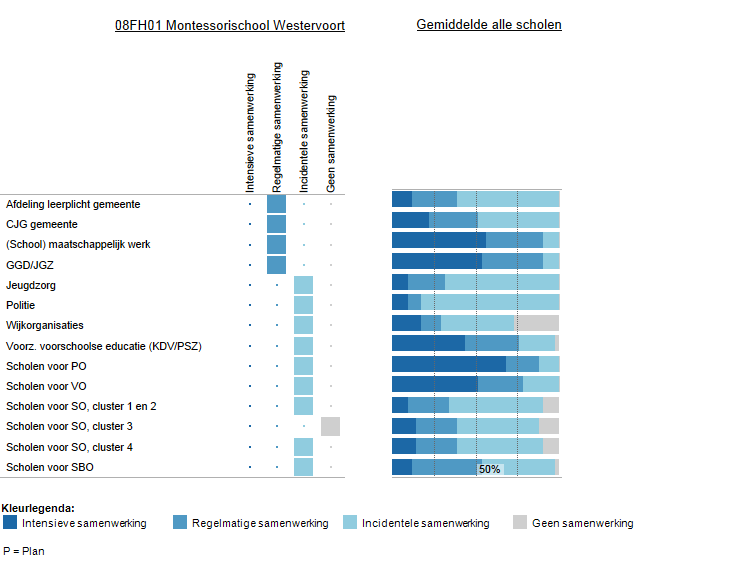 08FH01 Montessorischool Westervoort
Gemiddelde alle scholen
Intensieve samenwerking
Regelmatige samenwerking
Incidentele samenwerking
Geen samenwerking
Afdeling leerplicht gemeente
CJG gemeente
(School) maatschappelijk werk
GGD/JGZ
Jeugdzorg
Politie
Wijkorganisaties
Voorz. voorschoolse educatie (KDV/PSZ)
Scholen voor PO
Scholen voor VO
Scholen voor SO, cluster 1 en 2
Scholen voor SO, cluster 3
Scholen voor SO, cluster 4
Scholen voor SBO
50%
Kleurlegenda:
Intensieve samenwerking
Regelmatige samenwerking
Incidentele samenwerking
Geen samenwerking
P = Plan